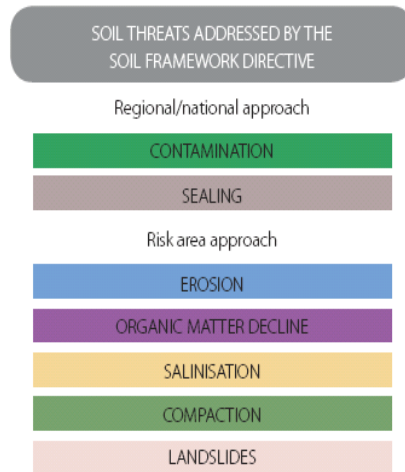 SOIL THREATS ADDRESSED BY THE
SOIL FRAMEWORK DIRECTIVE
Regional/national approach
CONTAMINATION
SEALING
Risk area approach
EROSION
ORGANIC MATTER DECLINE
SALINISATION
COMPACTION
LANDSLIDES